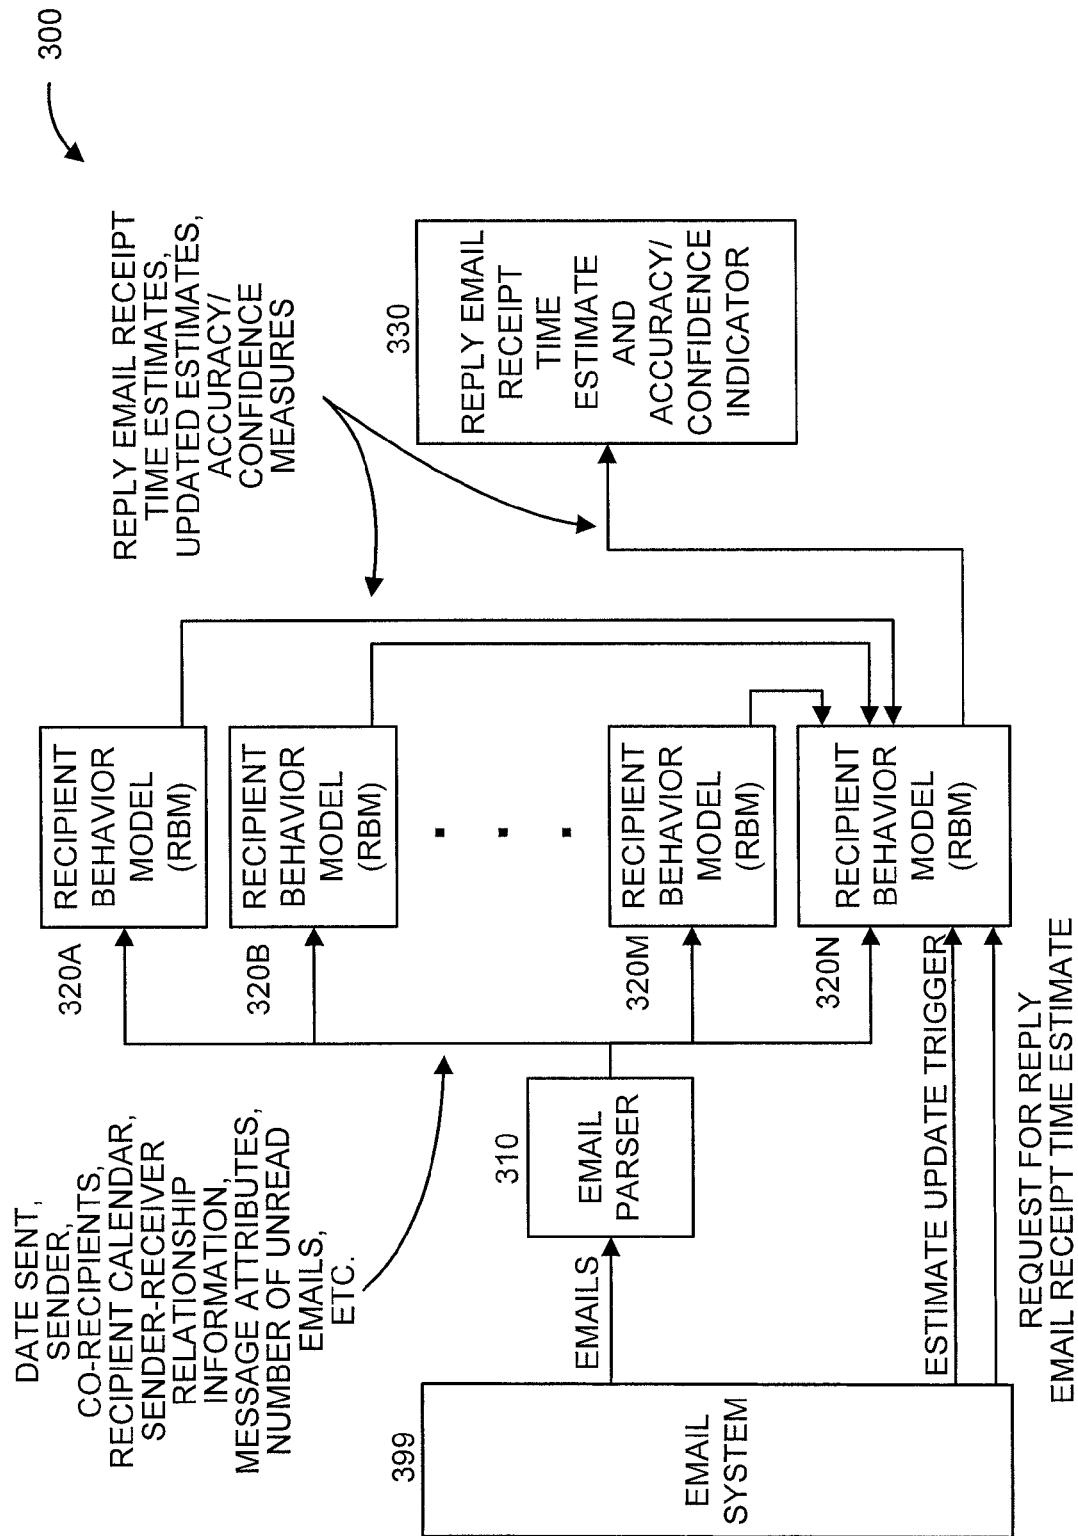 300
REPLY EMAIL RECEIPT
TIME ESTIMATES,
UPDATED ESTIMATES,
ACCURACY/
CONFIDENCE
MEASURES
330
REPLY EMAIL
RECEIPT
TIME
ESTIMATE
AND
ACCURACY/
CONFIDENCE
INDICATOR
320A
RECIPIENT
BEHAVIOR
MODEL
(RBM)
320B
RECIPIENT
BEHAVIOR
MODEL
(RBM)
320M
RECIPIENT
BEHAVIOR
MODEL
(RBM)
320N
RECIPIENT
BEHAVIOR
MODEL
(RBM)
DATE SENT,
SENDER,
CO-RECIPIENTS,
RECIPIENT CALENDAR,
SENDER-RECEIVER
RELATIONSHIP
INFORMATION,
MESSAGE ATTRIBUTES,
NUMBER OF UNREAD
EMAILS,
ETC.
310
EMAIL
PARSER
EMAILS
ESTIMATE UPDATE TRIGGER
REQUEST FOR REPLY
EMAIL RECEIPT TIME ESTIMATE
399
EMAIL
SYSTEM